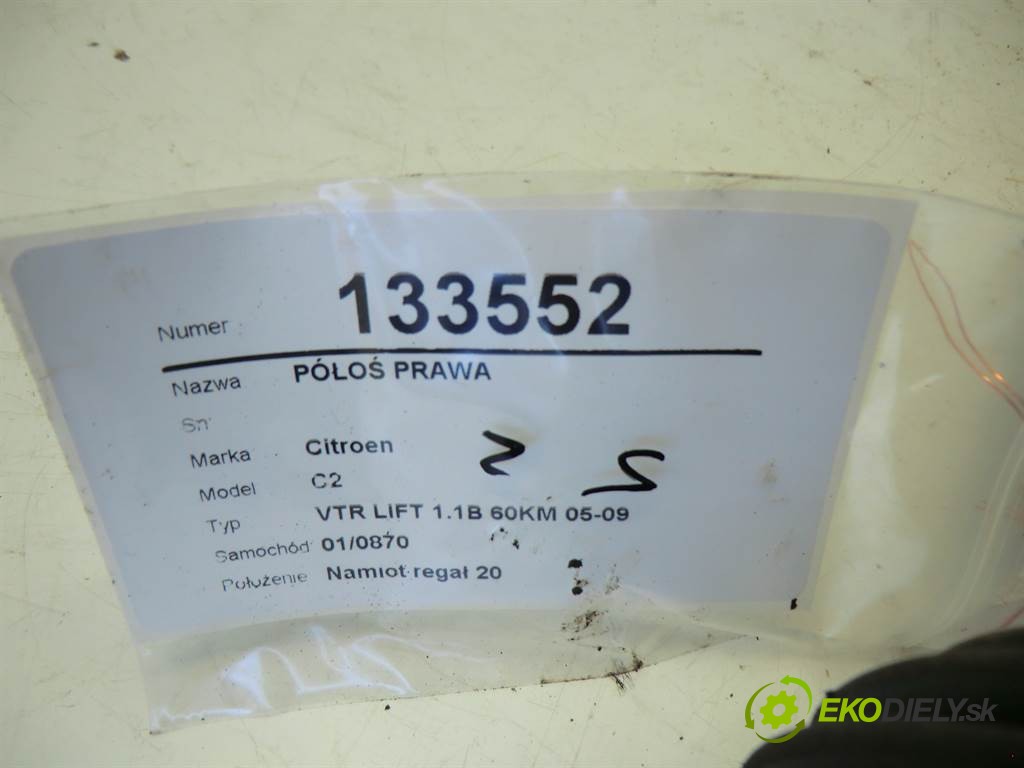 Numer 133552
Nazwa PÓŁOŚ PRAWA
Sn
Marka Citroen
Model C2
Typ VTR LIFT 1.1B 60KM 05-09
Samochód 01/0870
Położenie Namiot regał 20
EKODIELY.sk